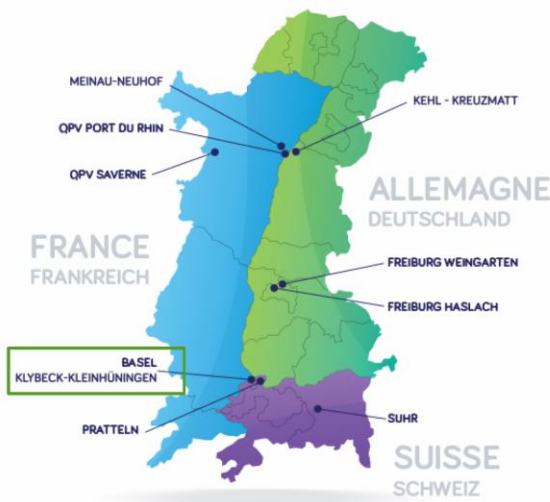 MEINAU-NEUHOF
KEHL - KREUZMATT
QPV PORT DU RHIN
QPV SAVERNE
ALLEMAGNE
DEUTSCHLAND
FRANCE
FRANKREICH
FREIBURG WEINGARTEN
FREIBURG HASLACH
BASEL
KLYBECK-KLEINHÜNINGEN
PRATTELN
SUHR
SUISSE
SCHWEIZ